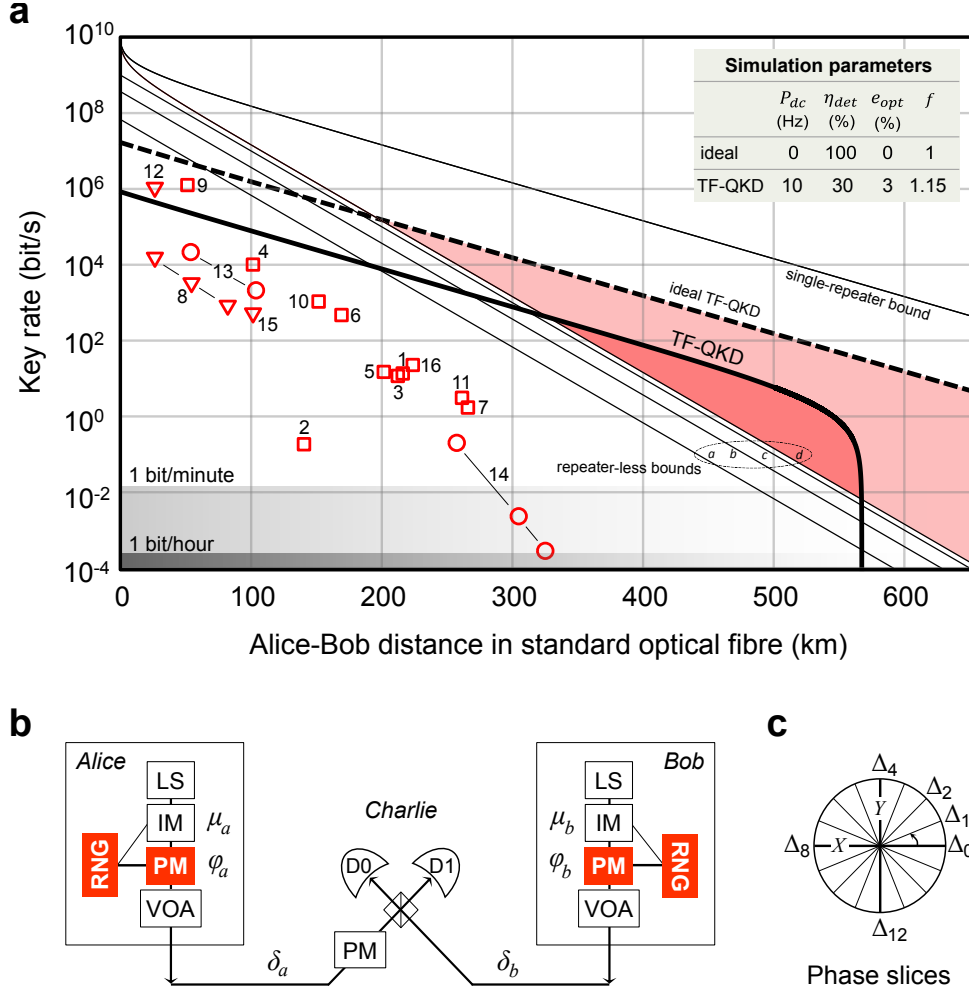 a
Key rate (bit/s)
10^10
10^8
10^6
10^4
10^2
10^0
10^-2
10^-4
Simulation parameters
P_dc (Hz) η_det (%) e_opt (%) f
ideal 0 100 0 1
TF-QKD 10 30 3 1.15
12
9
4
13
8
15
10
6
5
1
3
16
11
7
2
14
single-repeater bound
ideal TF-QKD
TF-QKD
repeater-less bounds
a b c d
1 bit/minute
1 bit/hour
0 100 200 300 400 500 600
Alice-Bob distance in standard optical fibre (km)
b
Alice
LS
IM
μ_a
RNG
PM
φ_a
VOA
δ_a
Charlie
D0
D1
PM
δ_b
Bob
LS
μ_b
IM
φ_b
PM
RNG
VOA
c
Δ_4
Δ_2
Δ_1
Δ_0
Δ_8
Δ_12
Y
X
Phase slices